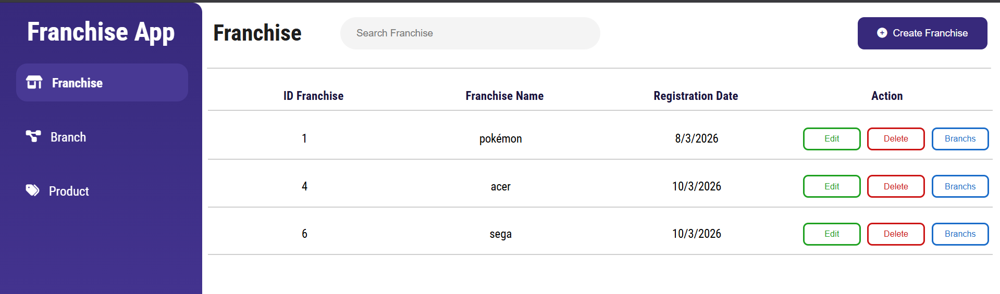 Franchise App
Franchise
Branch
Product
Franchise
Search Franchise
Create Franchise
ID Franchise Franchise Name Registration Date Action
1 pokémon 8/3/2026 Edit Delete Branchs
4 acer 10/3/2026 Edit Delete Branchs
6 sega 10/3/2026 Edit Delete Branchs